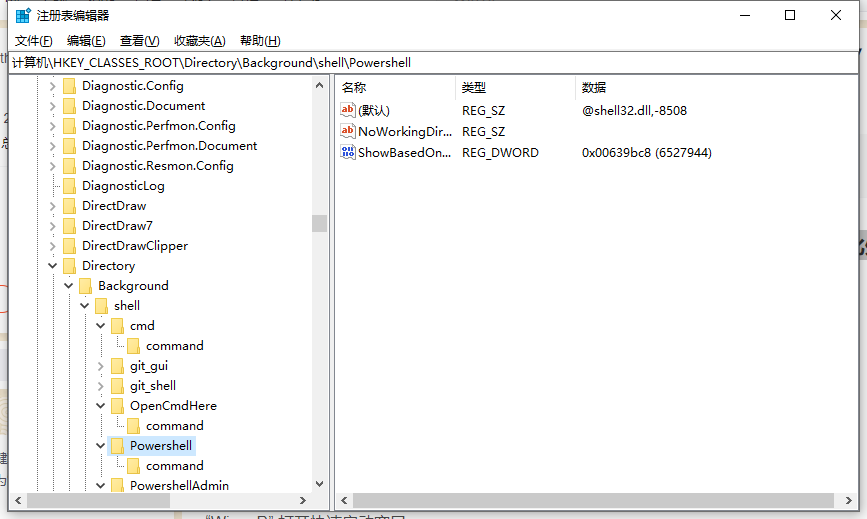 注册表编辑器
文件(F) 编辑(E) 查看(V) 收藏夹(A) 帮助(H)
计算机\HKEY_CLASSES_ROOT\Directory\Background\shell\Powershell
Diagnostic.Config
Diagnostic.Document
Diagnostic.Perfmon.Config
Diagnostic.Perfmon.Document
Diagnostic.Resmon.Config
DiagnosticLog
DirectDraw
DirectDraw7
DirectDrawClipper
Directory
Background
shell
cmd
command
git_gui
git_shell
OpenCmdHere
command
Powershell
command
PowershellAdmin
名称 类型 数据
(默认) REG_SZ @shell32.dll,-8508
NoWorkingDir... REG_SZ
ShowBasedOn... REG_DWORD 0x00639bc8 (6527944)